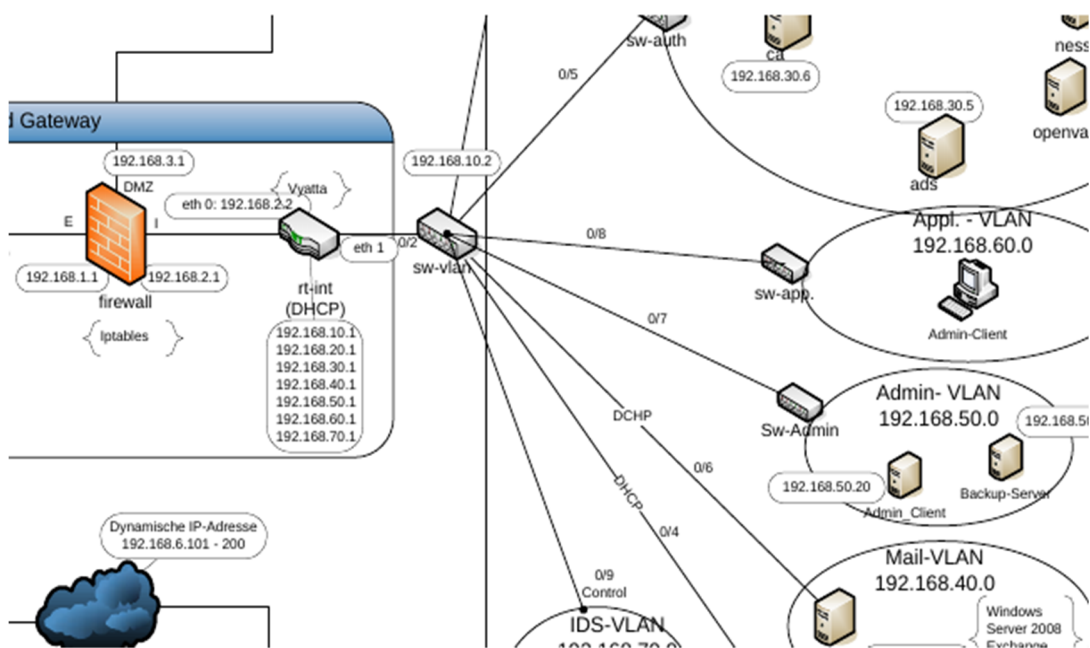 sw-auth
ca
192.168.30.6
0/5
192.168.30.5
ads
d Gateway
192.168.3.1
DMZ
Vyatta
192.168.10.2
eth 0: 192.168.2.2
E
I
eth 1
0/2
sw-vlan
192.168.1.1
192.168.2.1
firewall
Iptables
rt-int
(DHCP)
192.168.10.1
192.168.20.1
192.168.30.1
192.168.40.1
192.168.50.1
192.168.60.1
192.168.70.1
0/8
sw-app.
Appl. - VLAN
192.168.60.0
Admin-Client
0/7
Sw-Admin
Admin- VLAN
192.168.50.0
192.168.50.20
Admin_Client
Backup-Server
DCHP
0/6
DHCP
0/4
Dynamische IP-Adresse
192.168.6.101 - 200
0/9
Control
IDS-VLAN
Mail-VLAN
192.168.40.0
Windows
Server 2008
Exchange